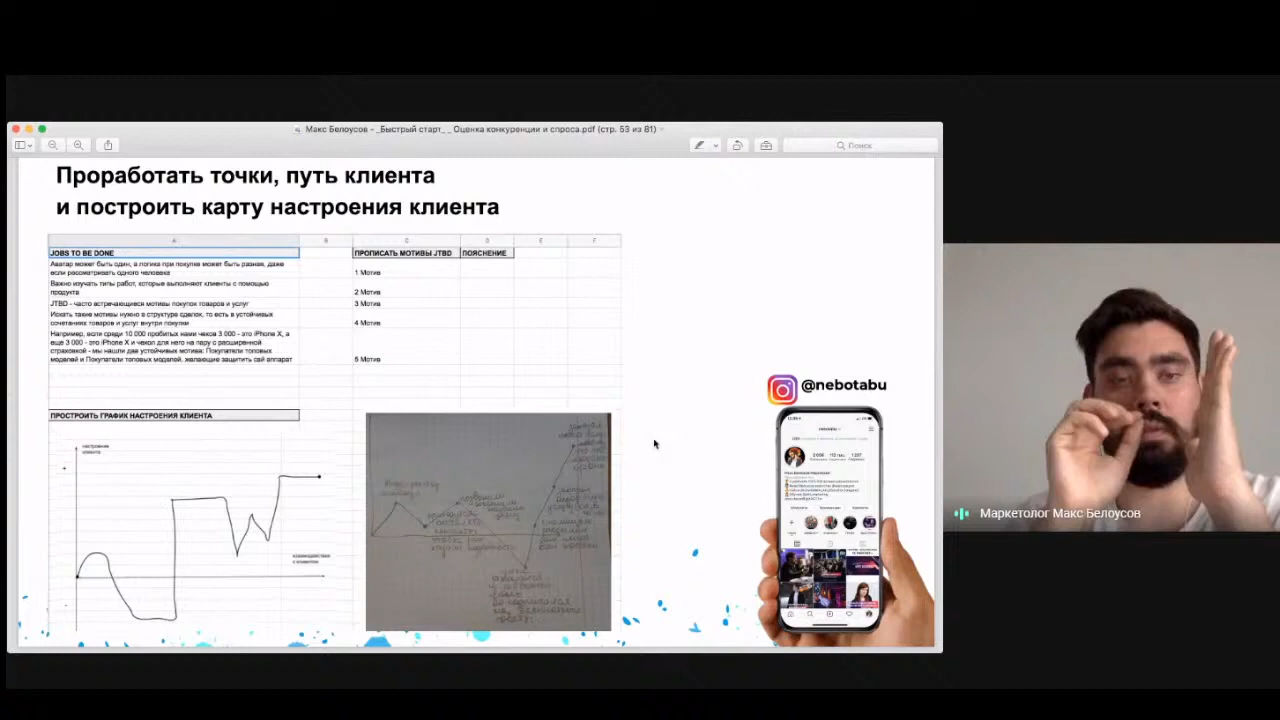 Макс Белоусов - _Быстрый старт_ _ Оценка конкуренции и спроса.pdf (стр. 53 из 81)
Поиск
Проработать точки, путь клиента
и построить карту настроения клиента
A B C D E F
JOBS TO BE DONE
ПРОПИСАТЬ МОТИВЫ JTBD ПОЯСНЕНИЕ
Аватар может быть один, а логика при покупке может быть разная, даже
если рассматривать одного человека
1 Мотив
Важно изучать типы работ, которые выполняют клиенты с помощью
продукта
2 Мотив
JTBD - часто встречающиеся мотивы покупок товаров и услуг
3 Мотив
Искать такие мотивы нужно в структуре сделок, то есть в устойчивых
сочетаниях товаров и услуг внутри покупки
4 Мотив
Например, если среди 10 000 пробитых нами чеков 3 000 - это iPhone X, а
еще 3 000 - это iPhone X и чехол для него на пару с расширенной
страховкой - мы нашли два устойчивых мотива: Покупатели топовых
моделей и Покупатели топовых моделей, желающие защитить свй аппарат
5 Мотив
ПРОСТРОИТЬ ГРАФИК НАСТРОЕНИЯ КЛИЕНТА
настроение
клиента
взаимодействие
с клиентом
@nebotabu
nebotabu
Маркетолог Макс Белоусов